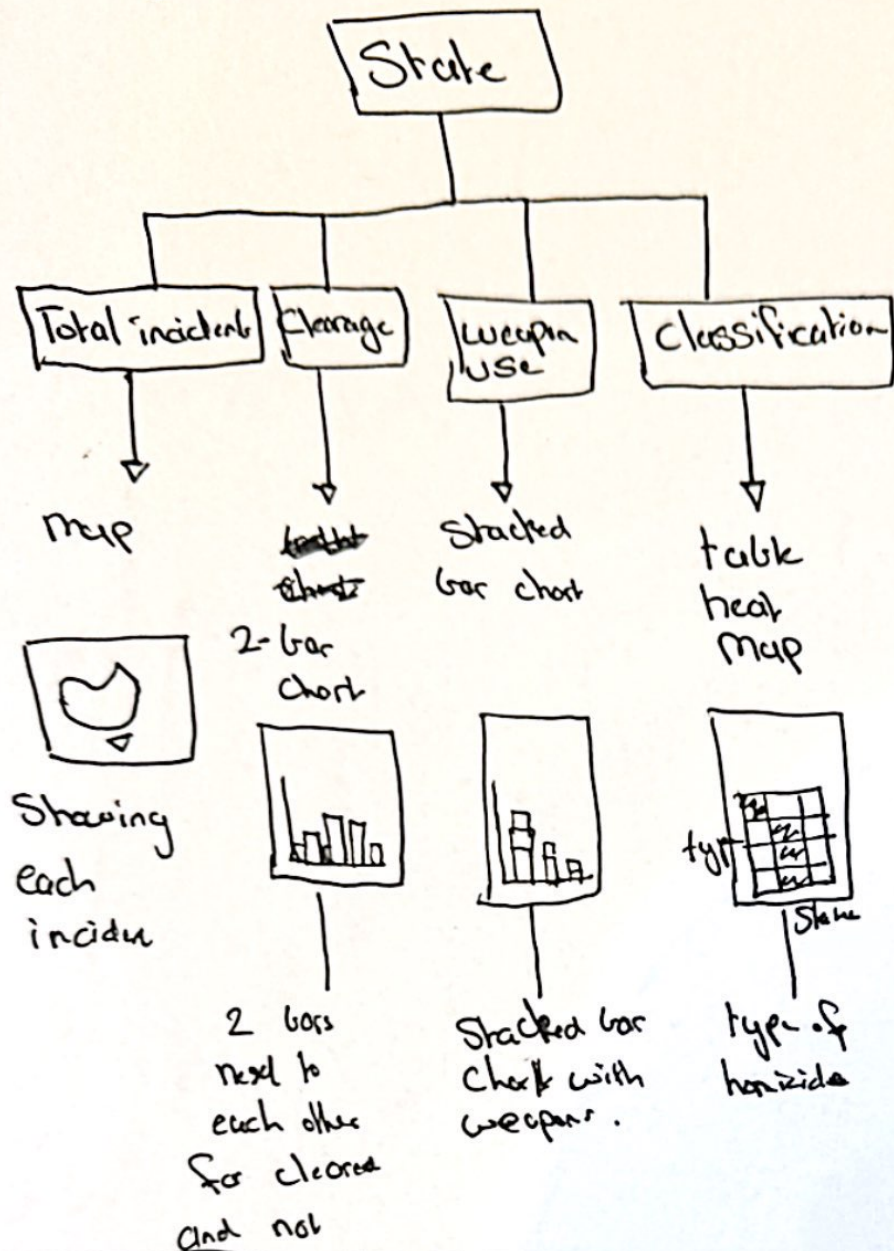 State
Total incidents
Clearage
Weapon
use
Classification
Map
2-bar
chart
Stacked
bar chart
table
heat
Map
Showing
each
inciden
type
State
2 bars
next to
each other
for cleared
and not
Stacked bar
Chart with
weapons.
type of
homicide